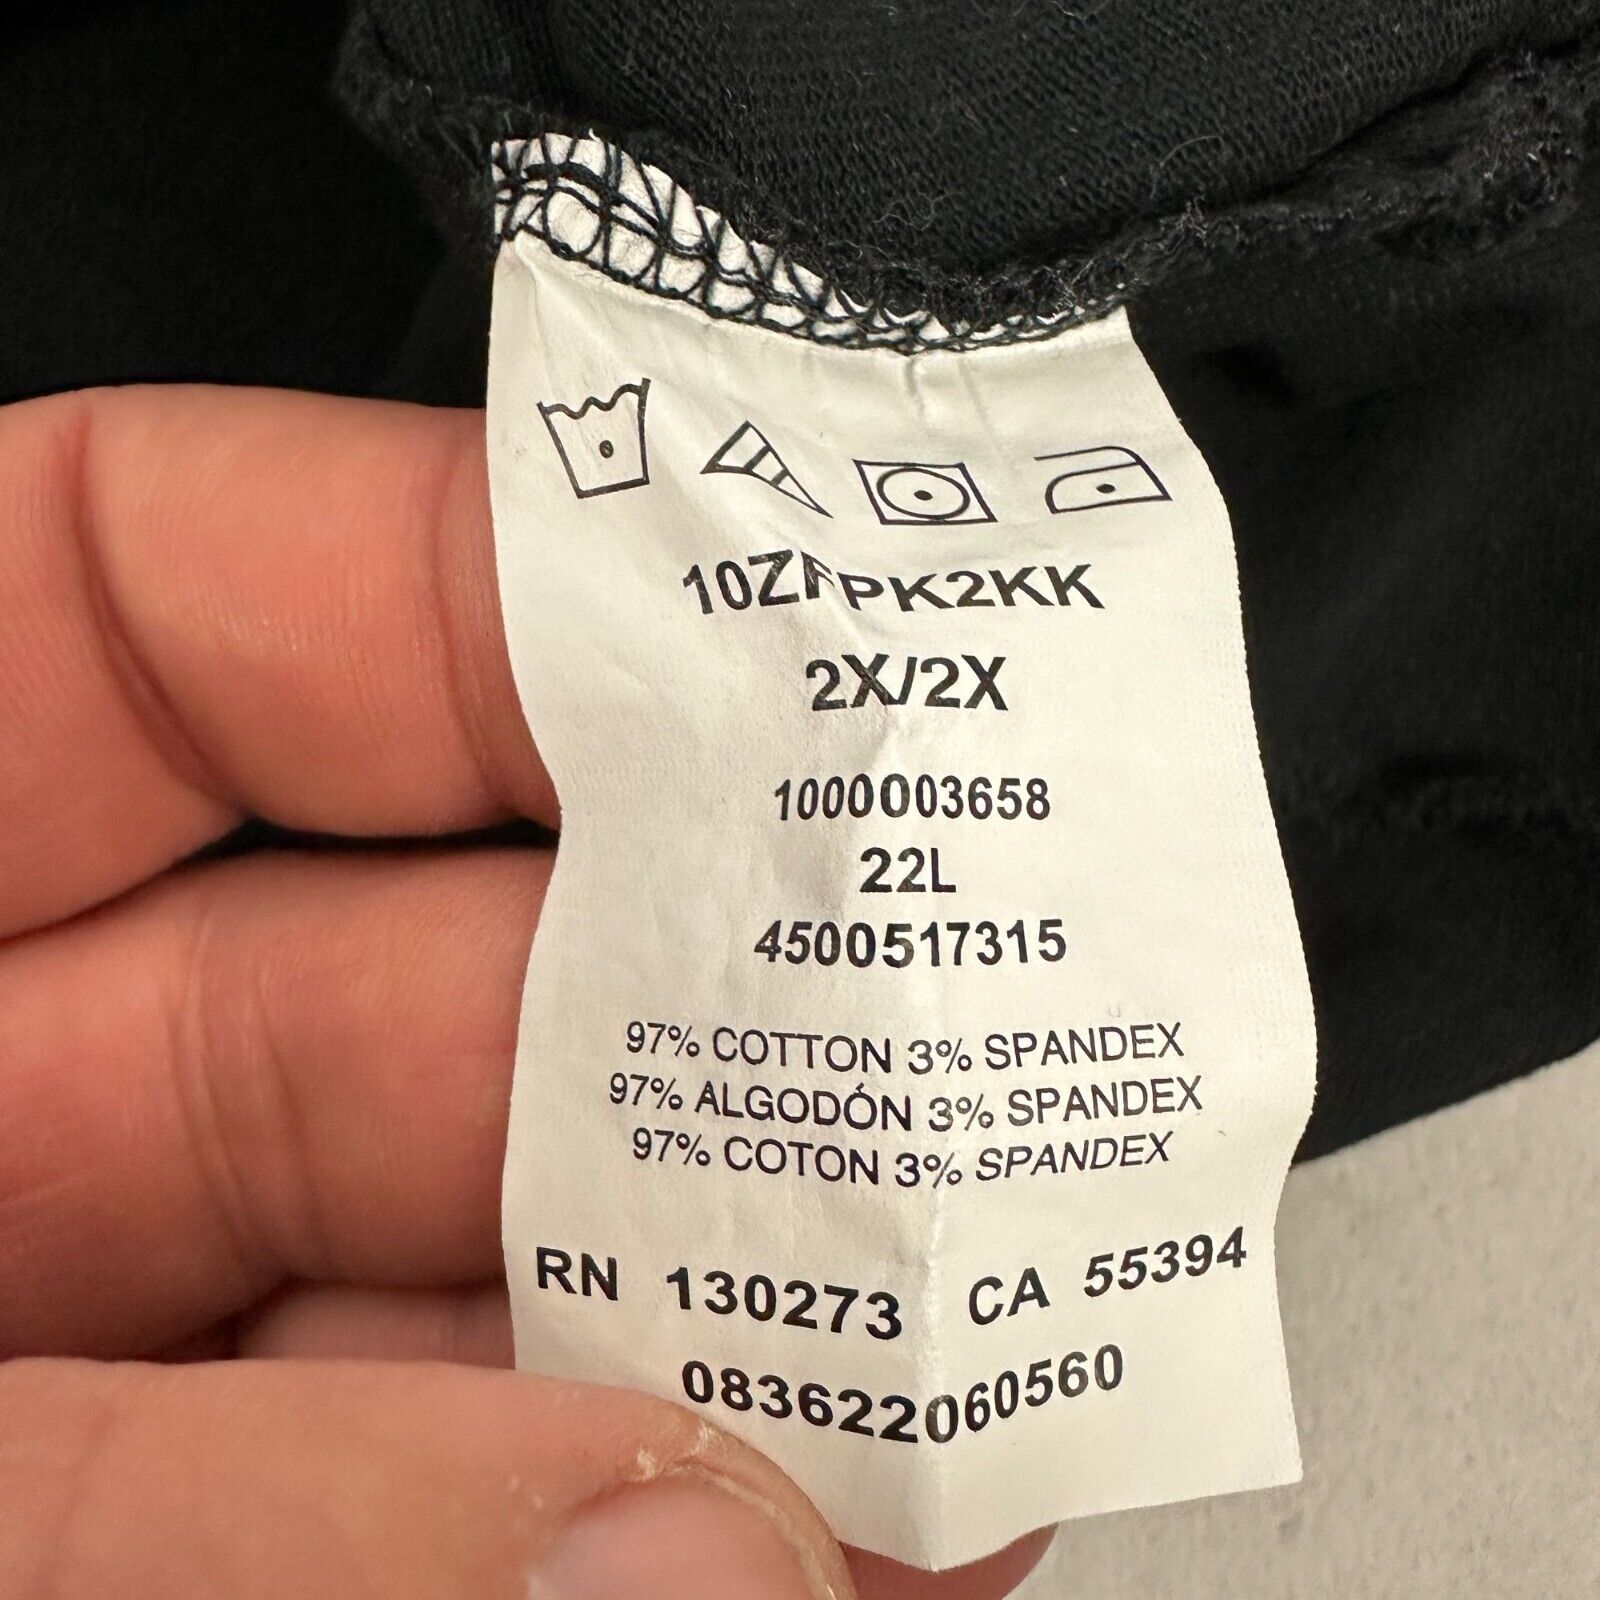 2X/2X
1000003658
22L
4500517315
97% COTTON 3% SPANDEX
97% ALGODÓN 3% SPANDEX
97% COTON 3% SPANDEX
RN 130273 CA 55394
083622060560